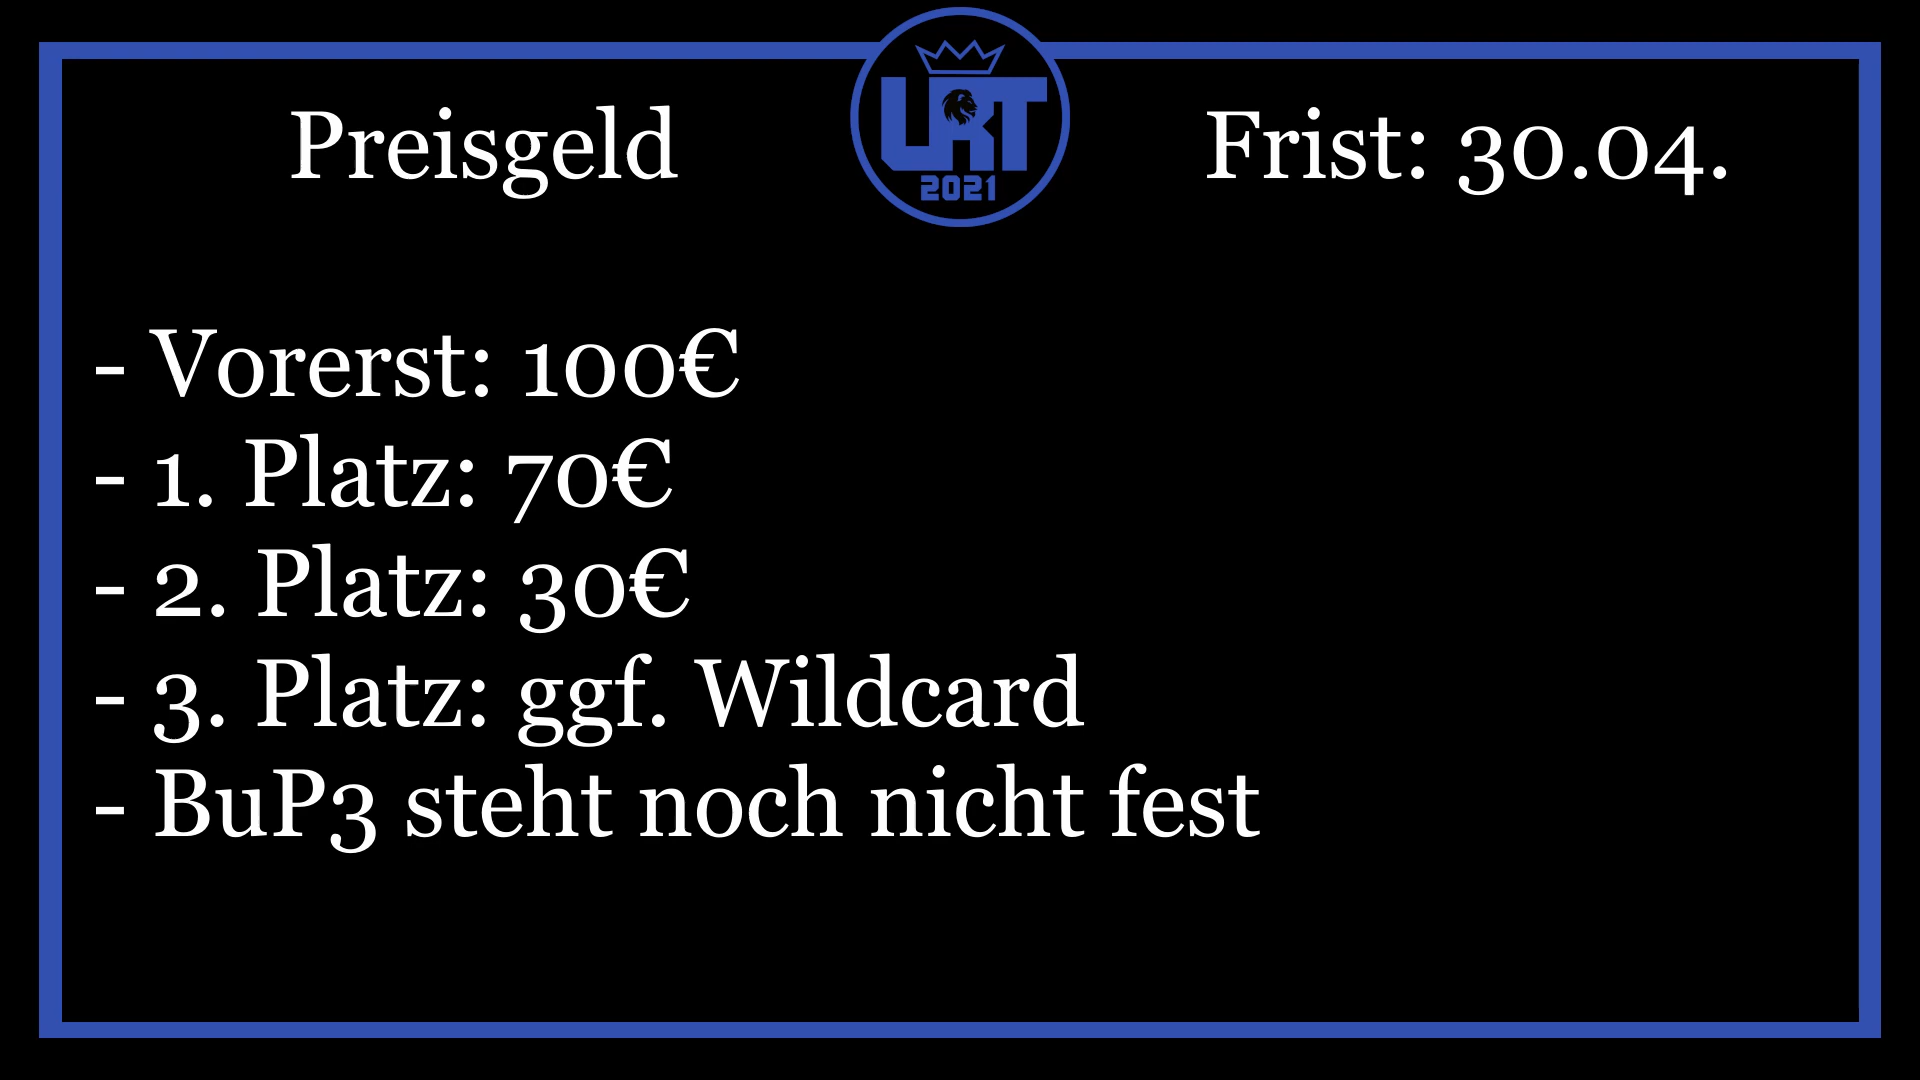 Preisgeld
LRT
2021
Frist: 30.04.
- Vorerst: 100€
- 1. Platz: 70€
- 2. Platz: 30€
- 3. Platz: ggf. Wildcard
- BuP3 steht noch nicht fest